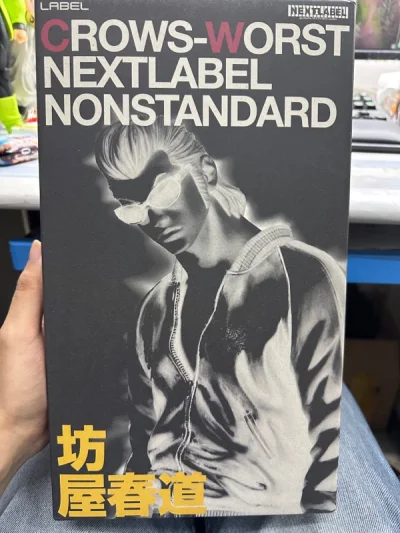 LABEL
NEXTLABEL
CROWS-WORST
NEXTLABEL
NONSTANDARD
坊
屋春道